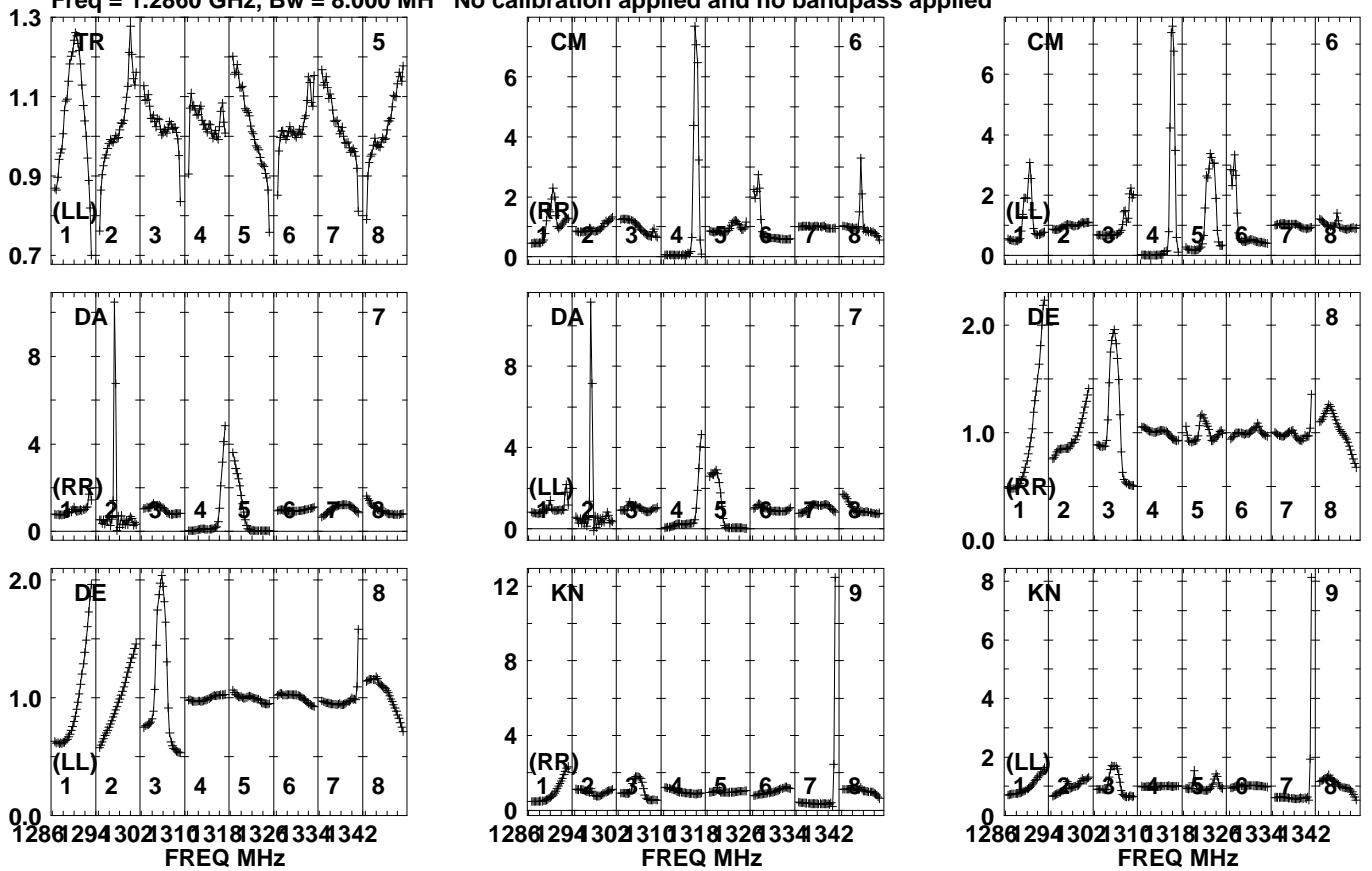 Freq = 1.2860 GHz, Bw = 8.000 MH No calibration applied and no bandpass applied
1.3 TR 5
1.1
0.9
0.7 (LL) 1 2 3 4 5 6 7 8
CM 6
6
4
2
0 (RR) 1 2 3 4 5 6 7 8
CM 6
6
4
2
0 (LL) 1 2 3 4 5 6 7 8
DA 7
8
4
0 (RR) 1 2 3 4 5 6 7 8
DA 7
8
4
0 (LL) 1 2 3 4 5 6 7 8
2.0 DE 8
1.0
0.0 (RR) 1 2 3 4 5 6 7 8
2.0 DE 8
1.0
0.0 (LL) 1 2 3 4 5 6 7 8
1286 1294 1302 1310 1318 1326 1334 1342
FREQ MHz
12 KN 9
8
4
0 (RR) 1 2 3 4 5 6 7 8
1286 1294 1302 1310 1318 1326 1334 1342
FREQ MHz
8 KN 9
6
4
2
0 (LL) 1 2 3 4 5 6 7 8
1286 1294 1302 1310 1318 1326 1334 1342
FREQ MHz